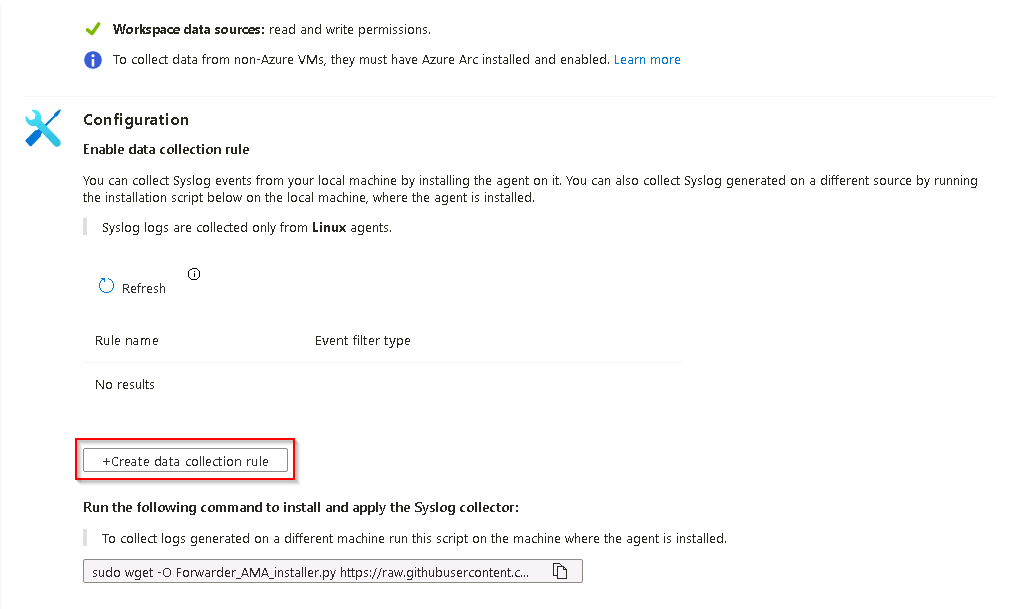 Workspace data sources: read and write permissions.
To collect data from non-Azure VMs, they must have Azure Arc installed and enabled. Learn more
Configuration
Enable data collection rule
You can collect Syslog events from your local machine by installing the agent on it. You can also collect Syslog generated on a different source by running
the installation script below on the local machine, where the agent is installed.
Syslog logs are collected only from Linux agents.
Refresh
Rule name Event filter type
No results
+Create data collection rule
Run the following command to install and apply the Syslog collector:
To collect logs generated on a different machine run this script on the machine where the agent is installed.
sudo wget -O Forwarder_AMA_installer.py https://raw.githubusercontent.c...